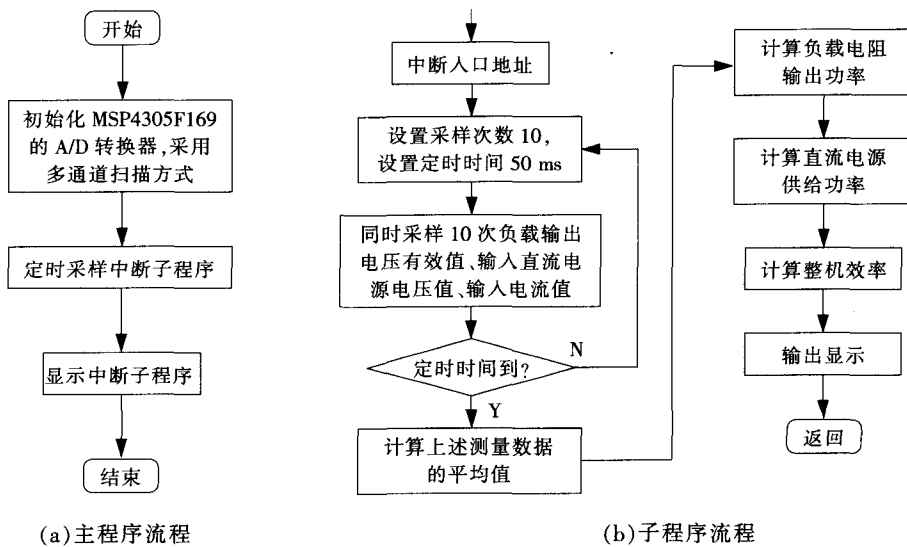 开始
初始化 MSP4305F169
的 A/D 转换器,采用
多通道扫描方式
定时采样中断子程序
显示中断子程序
结束
(a)主程序流程
中断入口地址
设置采样次数 10,
设置定时时间 50 ms
同时采样 10 次负载输出
电压有效值、输入直流电
源电压值、输入电流值
定时时间到?
N
Y
计算上述测量数据
的平均值
计算负载电阻
输出功率
计算直流电源
供给功率
计算整机效率
输出显示
返回
(b)子程序流程